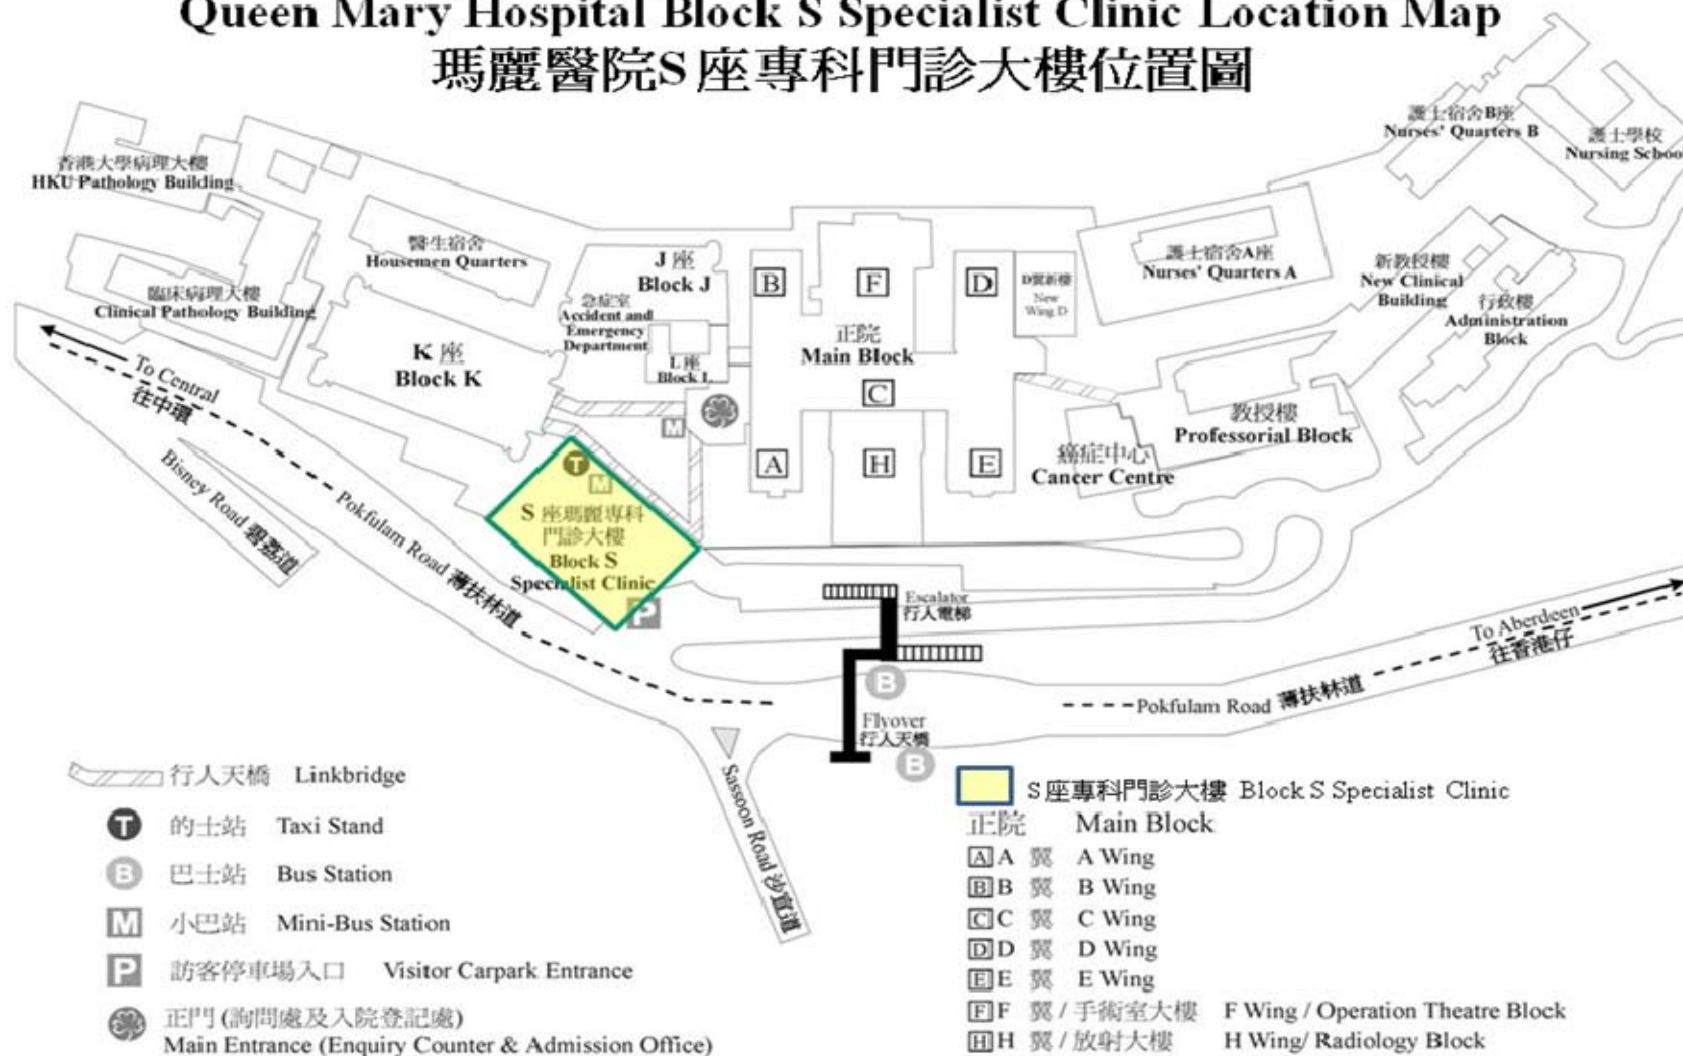 Queen Mary Hospital Block S Specialist Clinic Location Map
瑪麗醫院S座專科門診大樓位置圖
香港大學病理大樓
HKU Pathology Building
護士宿舍B座
Nurses' Quarters B
護士學校
Nursing School
醫生宿舍
Housemen Quarters
J 座
Block J
護士宿舍A座
Nurses' Quarters A
新教授樓
New Clinical
Building
行政樓
Administration
Block
臨床病理大樓
Clinical Pathology Building
急症室
Accident and
Emergency
Department
B
F
D
D翼新樓
New
Wing D
正院
Main Block
K 座
Block K
L座
Block L
C
To Central
往中環
M
教授樓
Professorial Block
癌症中心
Cancer Centre
A
H
E
T
M
S 座瑪麗專科
門診大樓
Block S
Specialist Clinic
P
Bisney Road 碧荔道
Pokfulam Road 薄扶林道
Escalator
行人電梯
B
Flyover
行人天橋
B
Pokfulam Road 薄扶林道
To Aberdeen
往香港仔
Sassoon Road 沙宣道
行人天橋 Linkbridge
T 的士站 Taxi Stand
B 巴士站 Bus Station
M 小巴站 Mini-Bus Station
P 訪客停車場入口 Visitor Carpark Entrance
正門 (詢問處及入院登記處)
Main Entrance (Enquiry Counter & Admission Office)
S座專科門診大樓 Block S Specialist Clinic
正院 Main Block
A A 翼 A Wing
B B 翼 B Wing
C C 翼 C Wing
D D 翼 D Wing
E E 翼 E Wing
F F 翼 / 手術室大樓 F Wing / Operation Theatre Block
H H 翼 / 放射大樓 H Wing/ Radiology Block